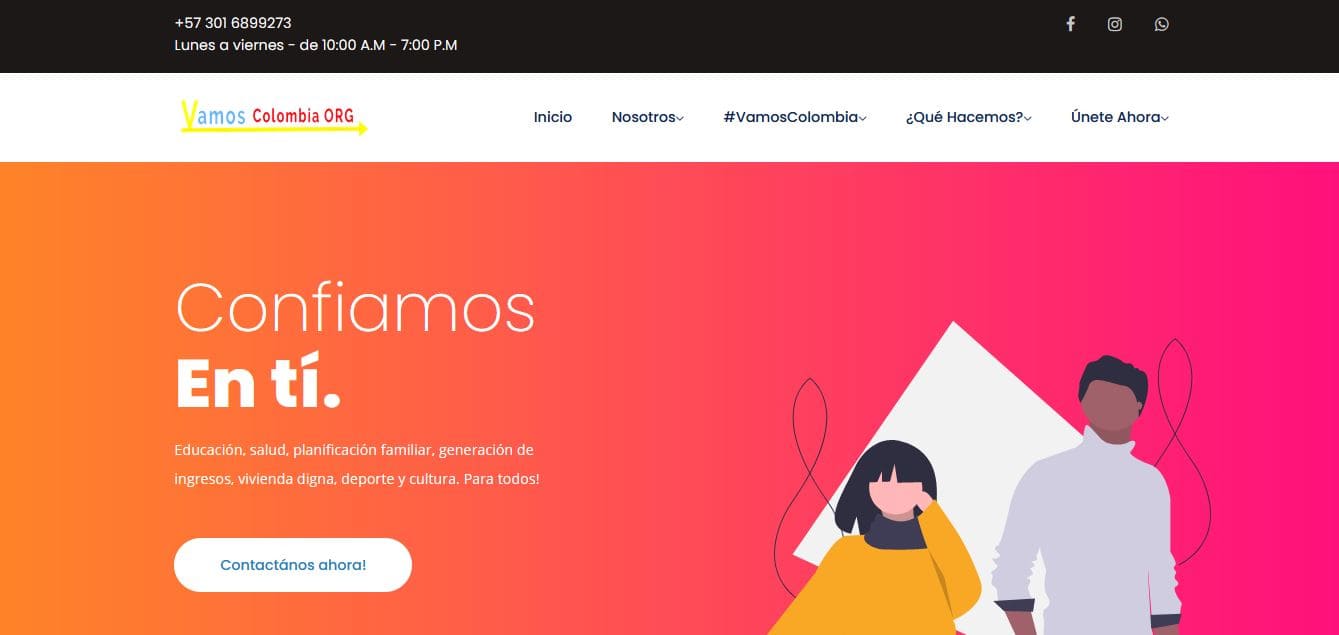 +57 301 6899273
Lunes a viernes - de 10:00 A.M - 7:00 P.M
Vamos Colombia ORG
Inicio
Nosotros
#VamosColombia
¿Qué Hacemos?
Únete Ahora
Confiamos
En tí.
Educación, salud, planificación familiar, generación de
ingresos, vivienda digna, deporte y cultura. Para todos!
Contactános ahora!